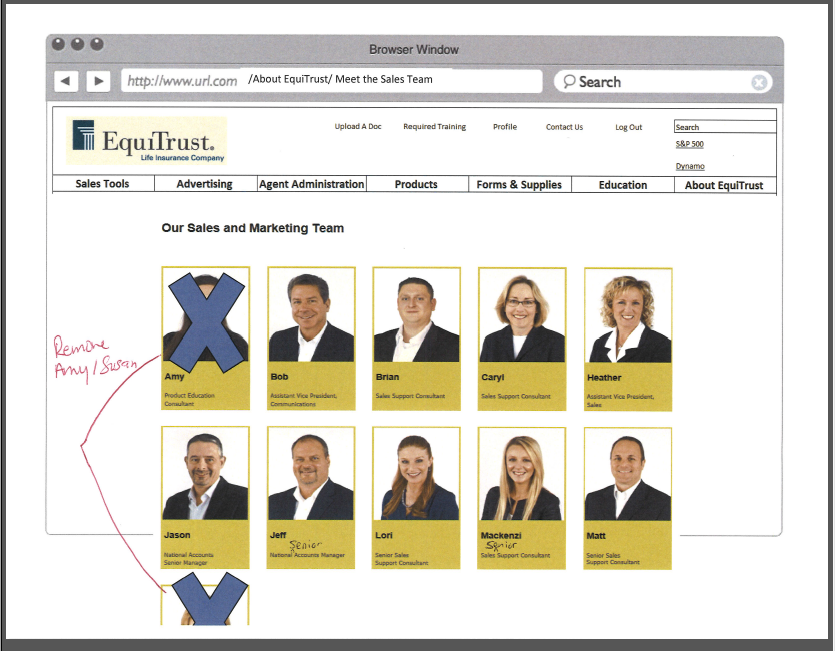 Browser Window
http://www.url.com /About EquiTrust/ Meet the Sales Team
Search
EquiTrust.
Life Insurance Company
Upload A Doc Required Training Profile Contact Us Log Out
Search
S&P 500
Dynamo
Sales Tools Advertising Agent Administration Products Forms & Supplies Education About EquiTrust
Our Sales and Marketing Team
Remove
Amy/Susan
Amy
Product Education
Consultant
Bob
Assistant Vice President,
Communications
Brian
Sales Support Consultant
Caryl
Sales Support Consultant
Heather
Assistant Vice President,
Sales
Jason
National Accounts
Senior Manager
Jeff
Senior
National Accounts Manager
Lori
Senior Sales
Support Consultant
Mackenzi
Senior
Sales Support Consultant
Matt
Senior Sales
Support Consultant